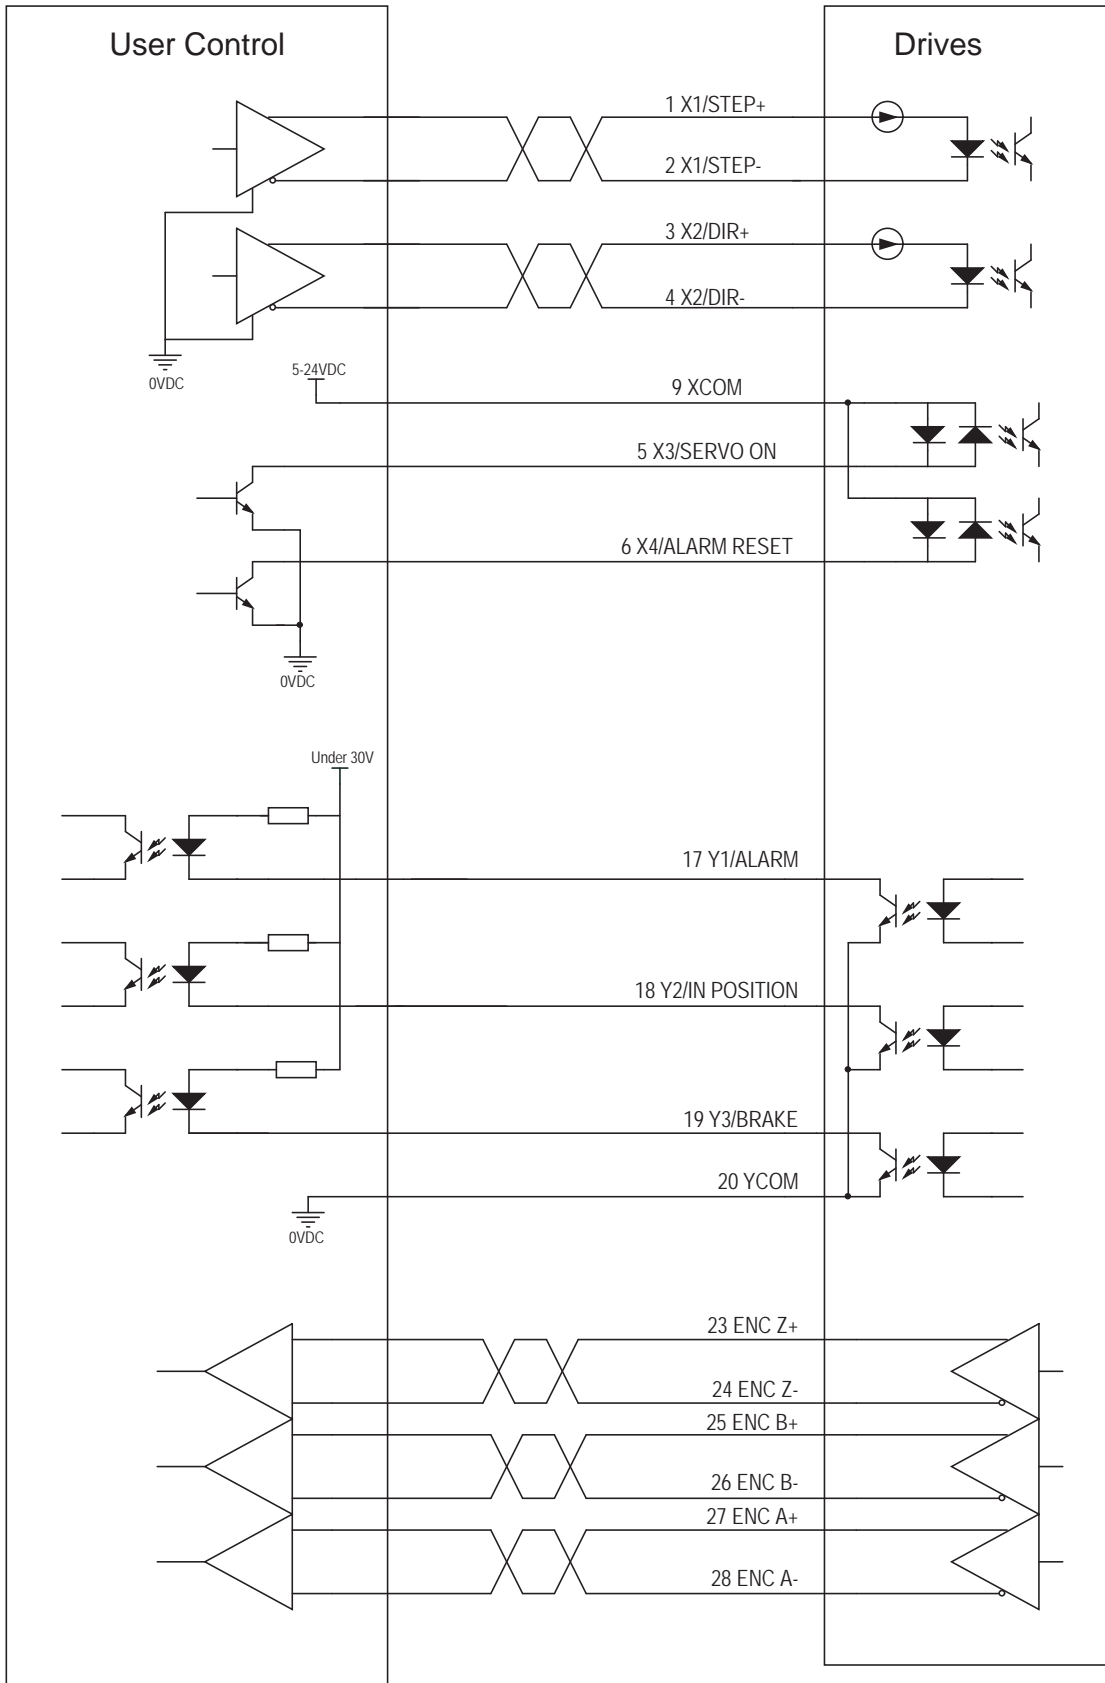 User Control
Drives
1 X1/STEP+
2 X1/STEP-
3 X2/DIR+
4 X2/DIR-
0VDC
5-24VDC
9 XCOM
5 X3/SERVO ON
6 X4/ALARM RESET
0VDC
Under 30V
17 Y1/ALARM
18 Y2/IN POSITION
19 Y3/BRAKE
20 YCOM
0VDC
23 ENC Z+
24 ENC Z-
25 ENC B+
26 ENC B-
27 ENC A+
28 ENC A-